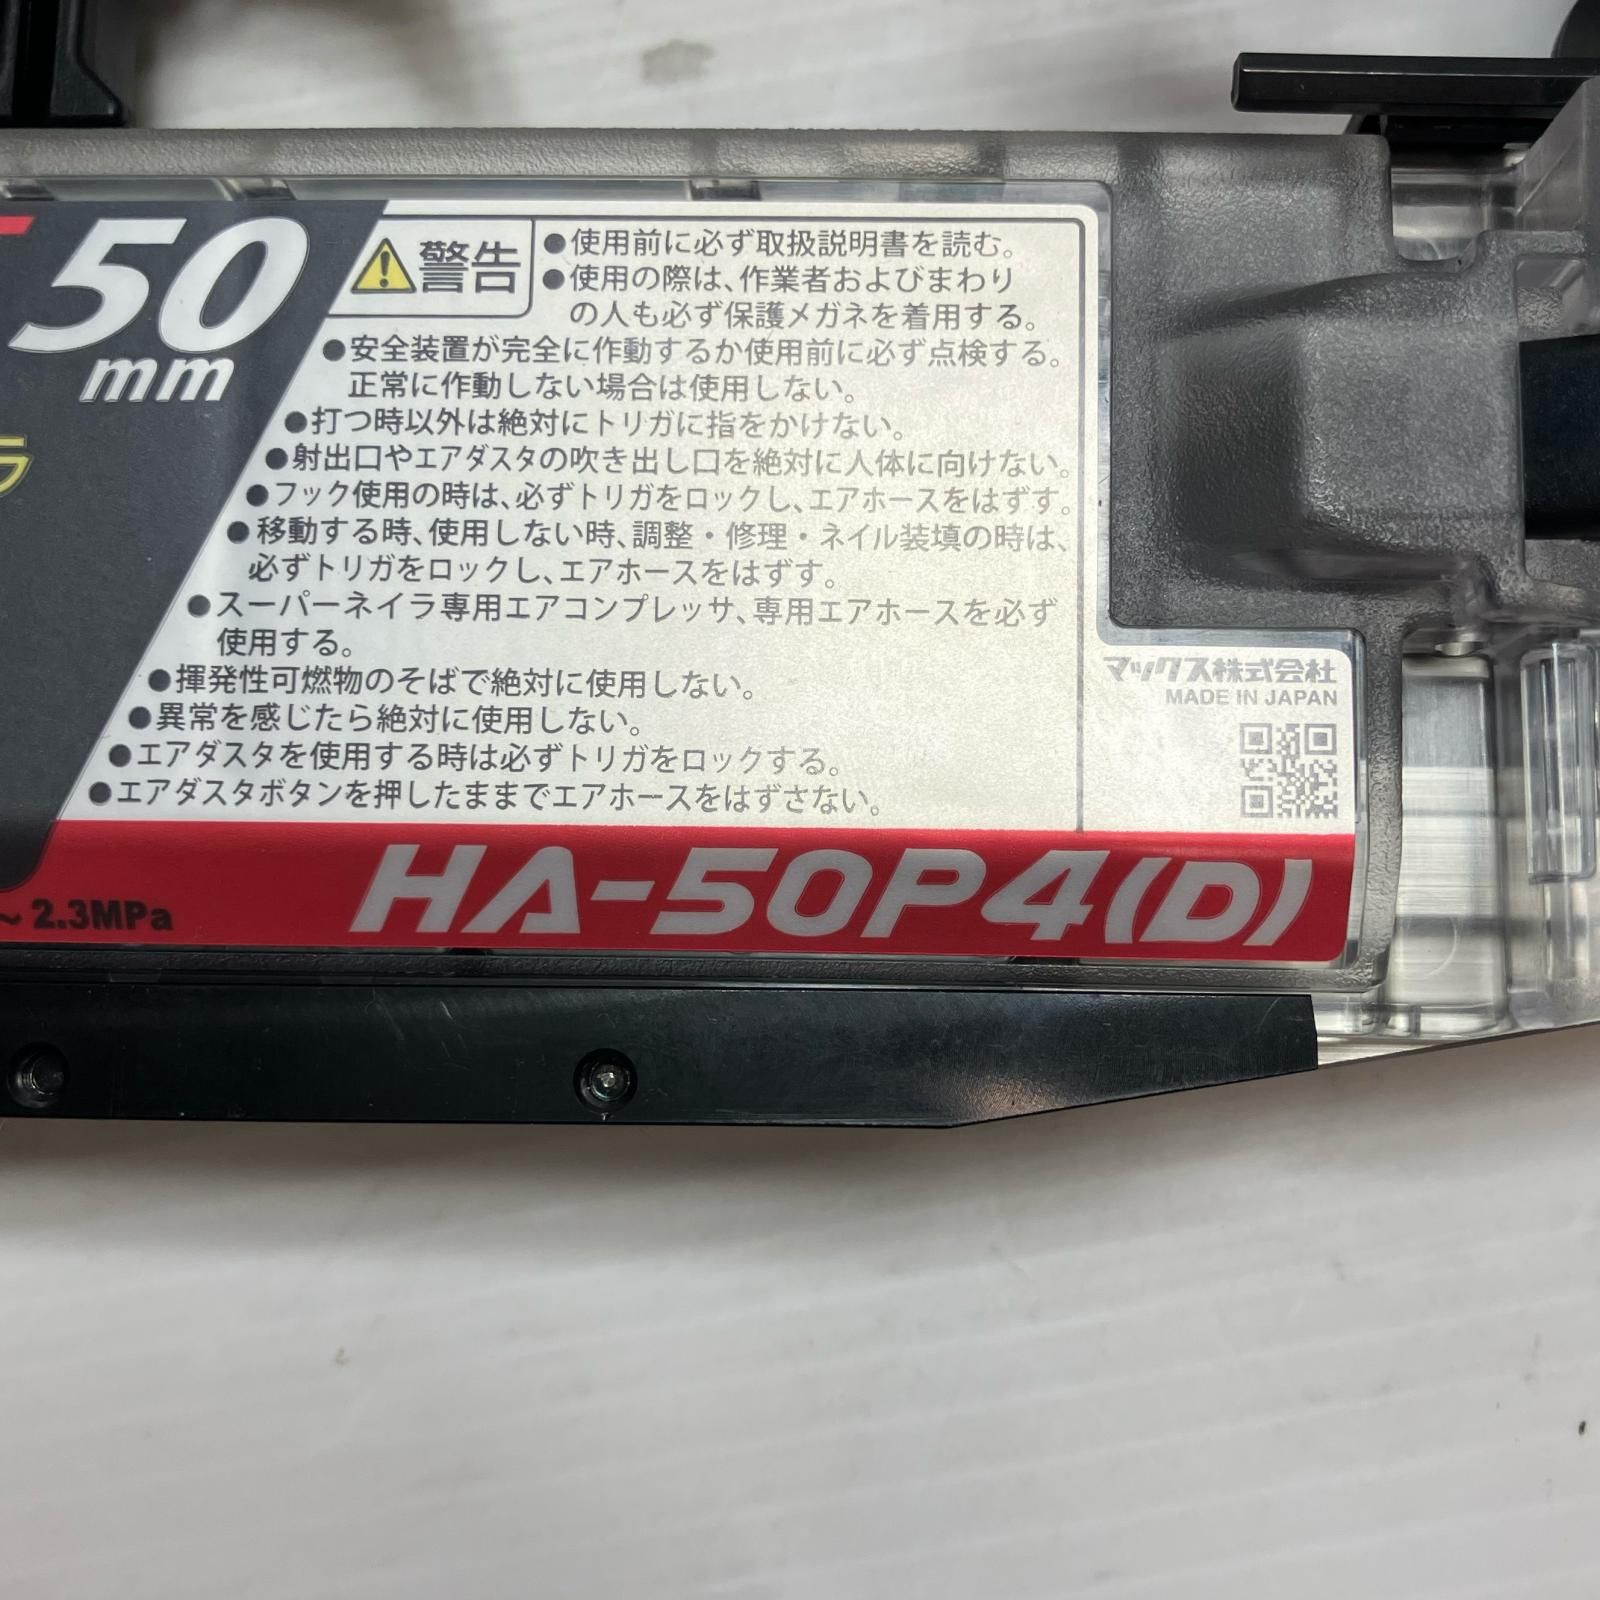 50
mm
ラ
警告
●使用前に必ず取扱説明書を読む。
●使用の際は、作業者およびまわり
の人も必ず保護メガネを着用する。
●安全装置が完全に作動するか使用前に必ず点検する。
正常に作動しない場合は使用しない。
●打つ時以外は絶対にトリガに指をかけない。
●射出口やエアダスタの吹き出し口を絶対に人体に向けない。
●フック使用の時は、必ずトリガをロックし、エアホースをはずす。
●移動する時、使用しない時、調整・修理・ネイル装填の時は、
必ずトリガをロックし、エアホースをはずす。
●スーパーネイラ専用エアコンプレッサ、専用エアホースを必ず
使用する。
●揮発性可燃物のそばで絶対に使用しない。
●異常を感じたら絶対に使用しない。
●エアダスタを使用する時は必ずトリガをロックする。
●エアダスタボタンを押したままでエアホースをはずさない。
マックス株式会社
MADE IN JAPAN
～2.3MPa
HA-50P4(D)